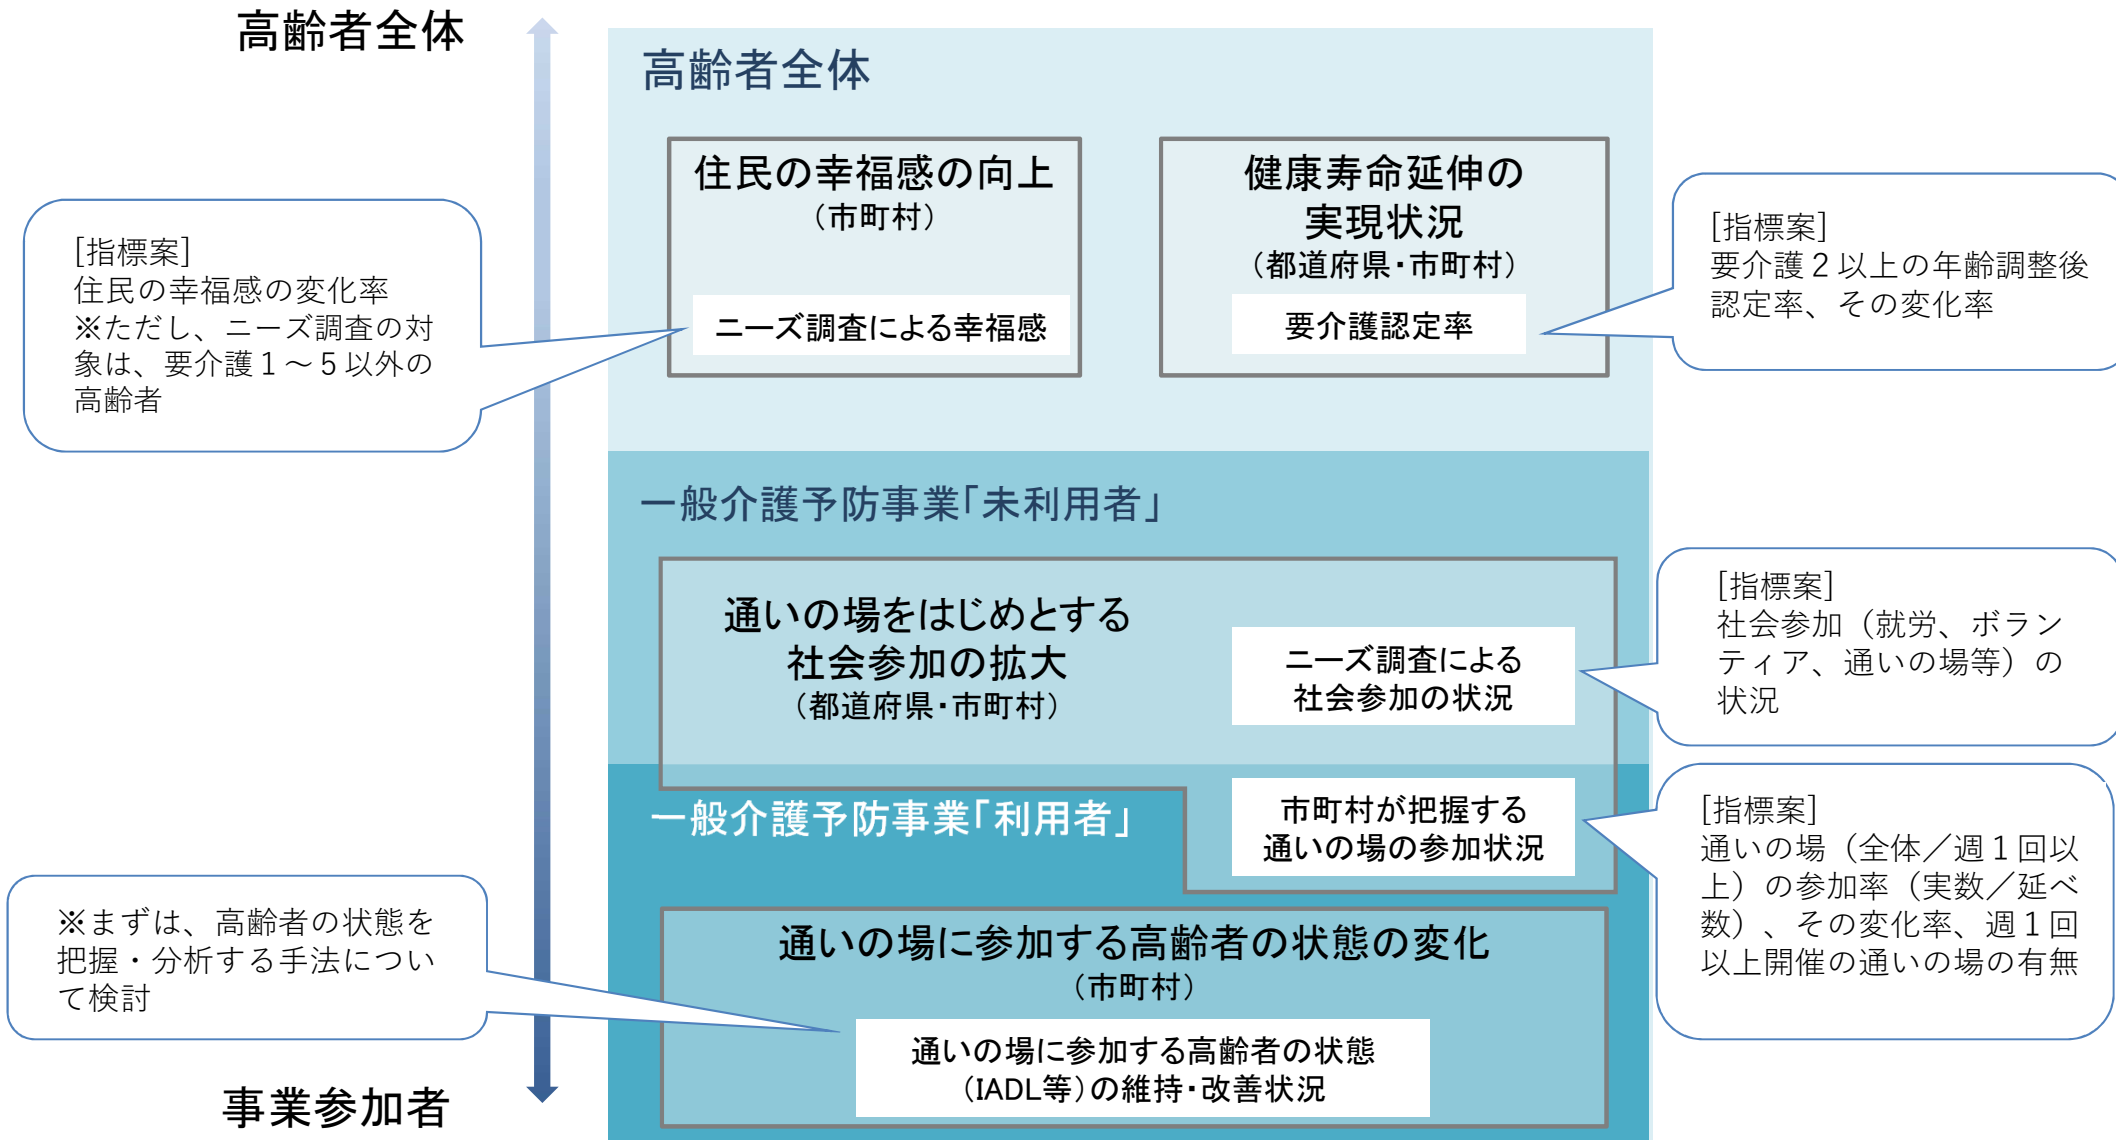 高齢者全体
高齢者全体
住民の幸福感の向上
（市町村）
ニーズ調査による幸福感
健康寿命延伸の
実現状況
（都道府県・市町村）
要介護認定率
[指標案]
住民の幸福感の変化率
※ただし、ニーズ調査の対
象は、要介護１～５以外の
高齢者
[指標案]
要介護２以上の年齢調整後
認定率、その変化率
一般介護予防事業「未利用者」
通いの場をはじめとする
社会参加の拡大
（都道府県・市町村）
ニーズ調査による
社会参加の状況
[指標案]
社会参加（就労、ボラン
ティア、通いの場等）の
状況
一般介護予防事業「利用者」
市町村が把握する
通いの場の参加状況
[指標案]
通いの場（全体／週１回以
上）の参加率（実数／延べ
数）、その変化率、週１回
以上開催の通いの場の有無
※まずは、高齢者の状態を
把握・分析する手法につい
て検討
通いの場に参加する高齢者の状態の変化
（市町村）
通いの場に参加する高齢者の状態
（IADL等）の維持・改善状況
事業参加者